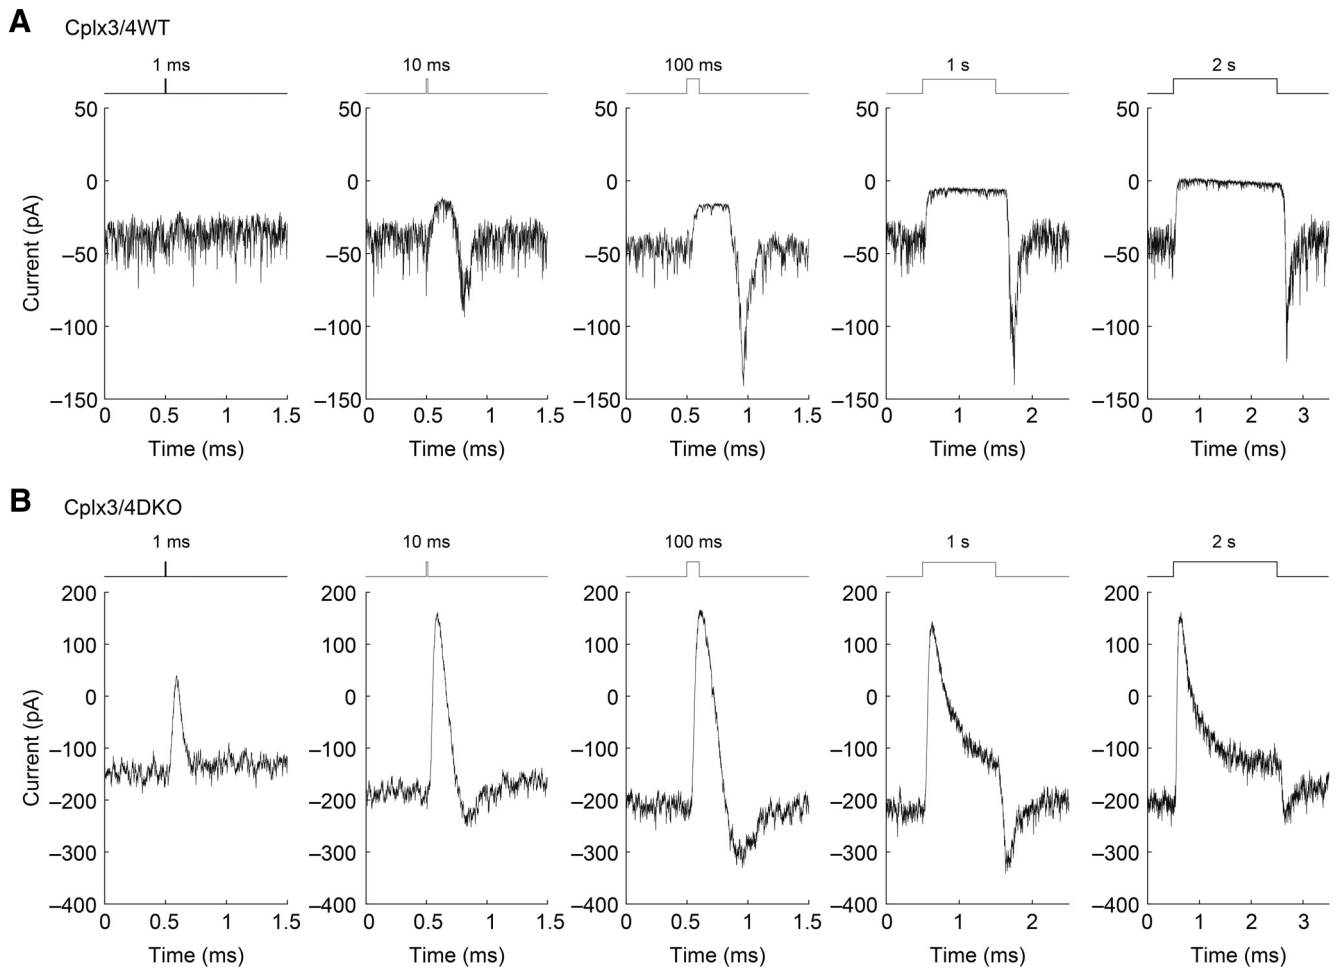 A Cplx3/4WT
1 ms 10 ms 100 ms 1 s 2 s
50 50 50 50 50
0 0 0 0 0
–50 –50 –50 –50 –50
–100 –100 –100 –100 –100
–150 –150 –150 –150 –150
Current (pA)
0 0.5 1 1.5 0 0.5 1 1.5 0 0.5 1 1.5 0 1 2 0 1 2 3
Time (ms) Time (ms) Time (ms) Time (ms) Time (ms)
B Cplx3/4DKO
1 ms 10 ms 100 ms 1 s 2 s
200 200 200 200 200
100 100 100 100 100
0 0 0 0 0
–100 –100 –100 –100 –100
–200 –200 –200 –200 –200
–300 –300 –300 –300 –300
–400 –400 –400 –400 –400
Current (pA)
0 0.5 1 1.5 0 0.5 1 1.5 0 0.5 1 1.5 0 1 2 0 1 2 3
Time (ms) Time (ms) Time (ms) Time (ms) Time (ms)